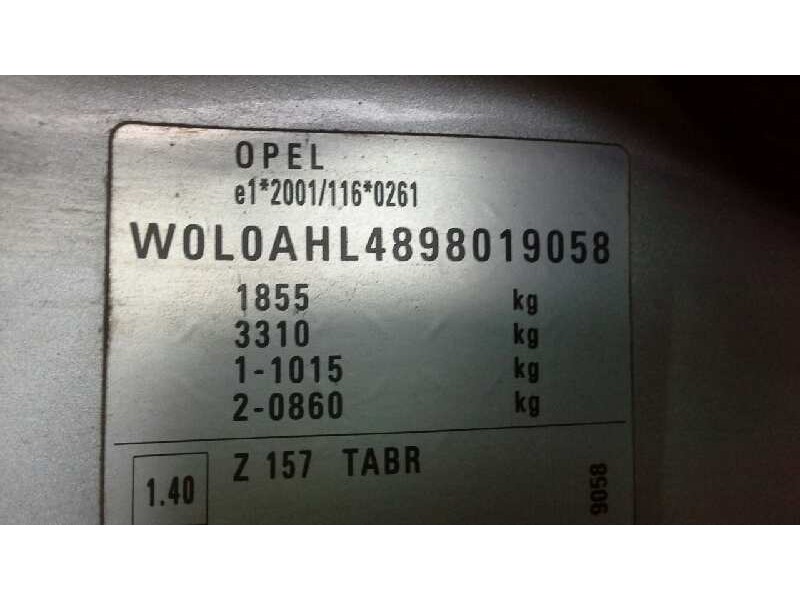 OPEL
e1*2001/116*0261
W0L0AHL4898019058
1855 kg
3310 kg
1-1015 kg
2-0860 kg
1.40 Z 157 TABR
9058